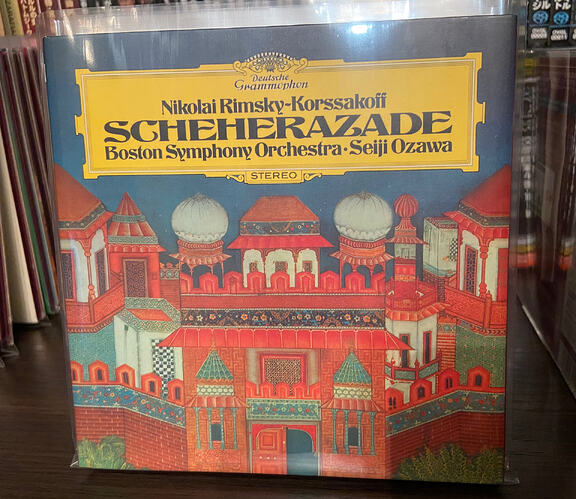 Deutsche
Grammophon
Nikolai Rimsky-Korssakoff
SCHEHERAZADE
Boston Symphony Orchestra · Seiji Ozawa
STEREO